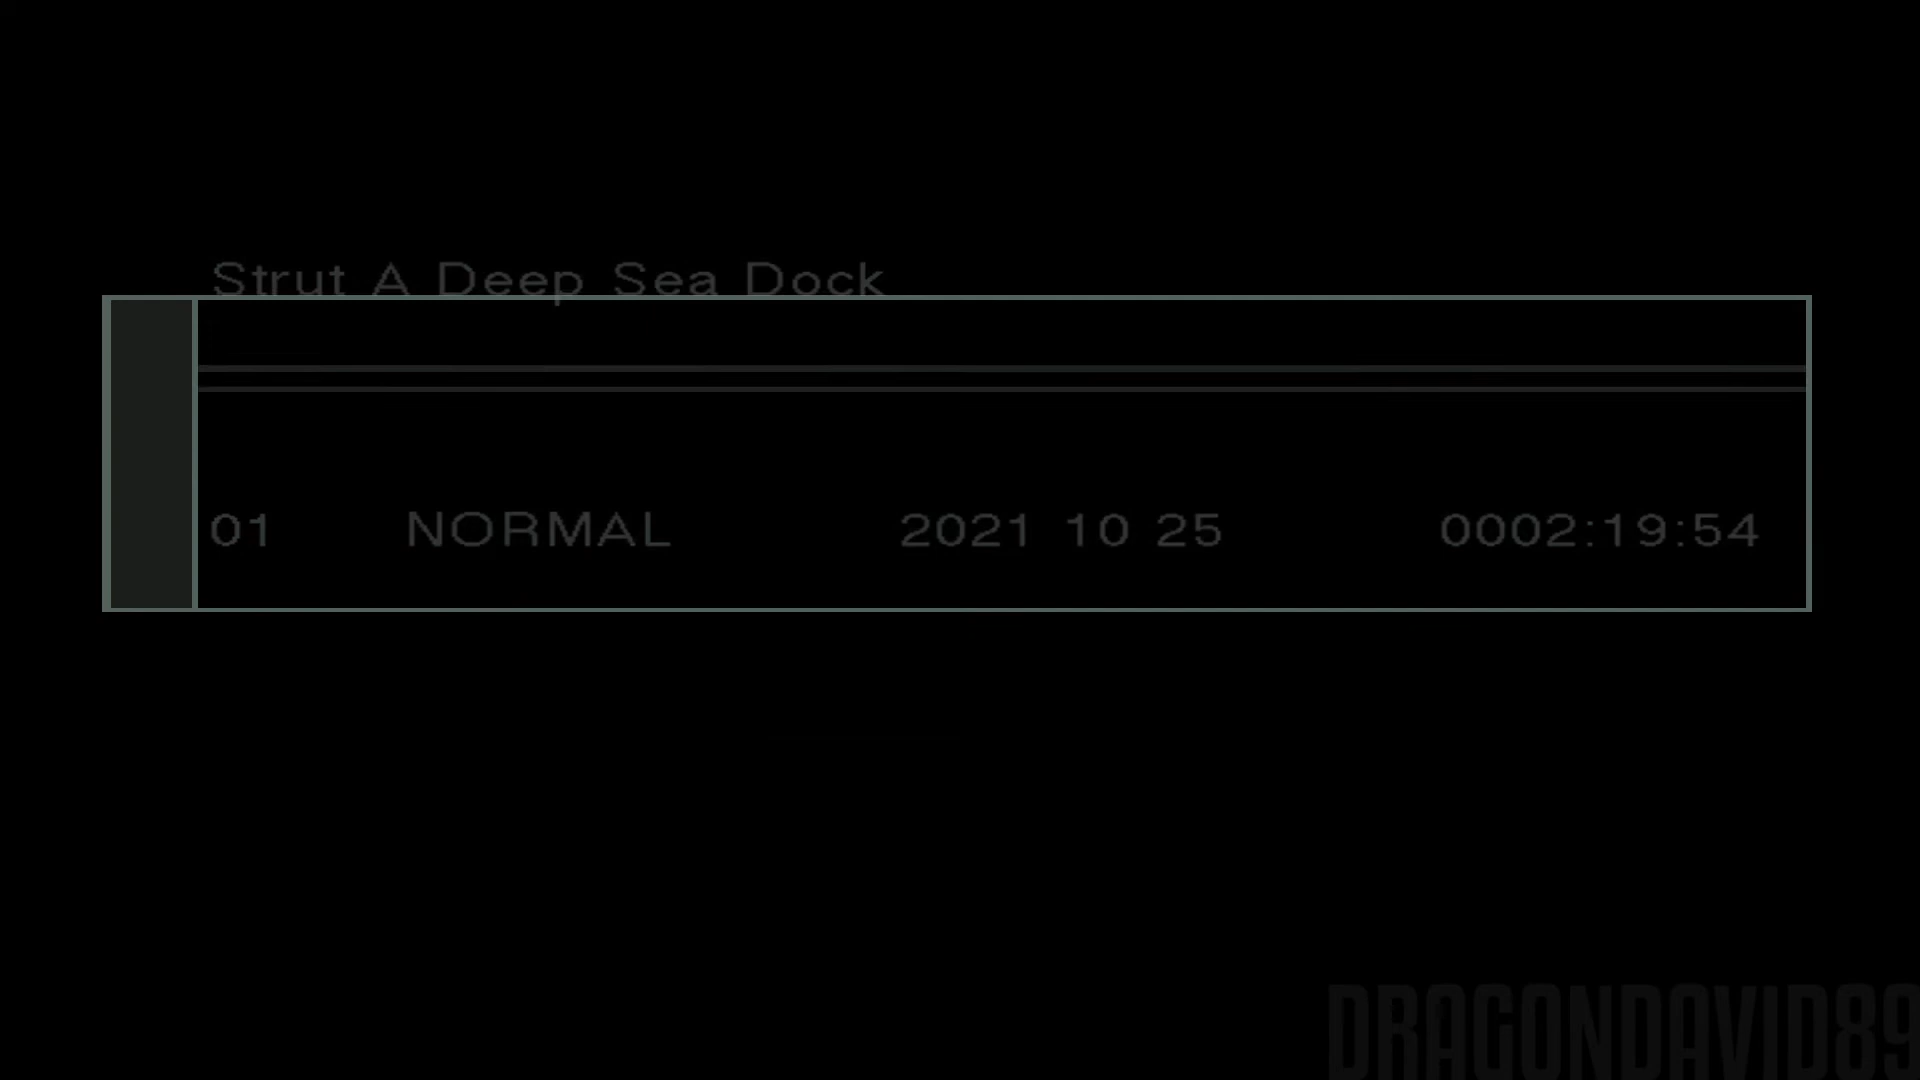 Strut A Deep Sea Dock
01 NORMAL 2021 10 25 0002:19:54
DRAGONDAVID89